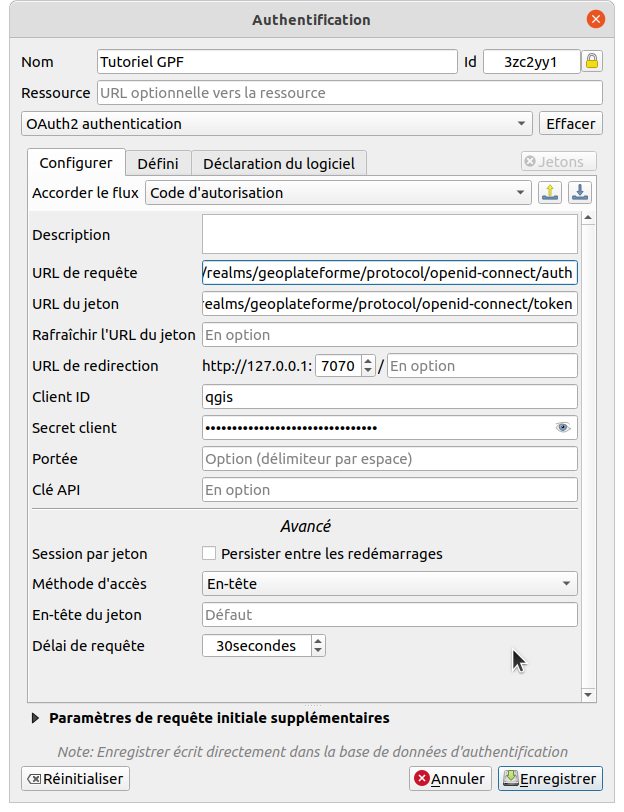 Authentification
Nom Tutoriel GPF Id 3zc2yy1
Ressource URL optionnelle vers la ressource
OAuth2 authentication Effacer
Configurer Défini Déclaration du logiciel Jetons
Accorder le flux Code d'autorisation
Description
URL de requête /realms/geoplateforme/protocol/openid-connect/auth
URL du jeton realms/geoplateforme/protocol/openid-connect/token
Rafraîchir l'URL du jeton En option
URL de redirection http://127.0.0.1: 7070 / En option
Client ID qgis
Secret client ••••••••••••••••••••••••••••••••
Portée Option (délimiteur par espace)
Clé API En option
Avancé
Session par jeton Persister entre les redémarrages
Méthode d'accès En-tête
En-tête du jeton Défaut
Délai de requête 30secondes
Paramètres de requête initiale supplémentaires
Note: Enregistrer écrit directement dans la base de données d'authentification
Réinitialiser Annuler Enregistrer